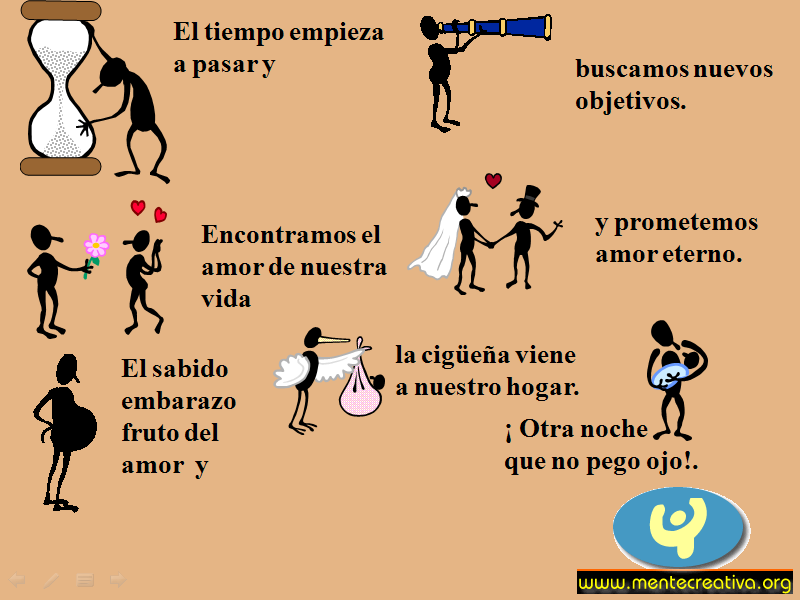 El tiempo empieza
a pasar y
buscamos nuevos
objetivos.
Encontramos el
amor de nuestra
vida
y prometemos
amor eterno.
El sabido
embarazo
fruto del
amor y
la cigüeña viene
a nuestro hogar.
¡ Otra noche
que no pego ojo!.
www.mentecreativa.org